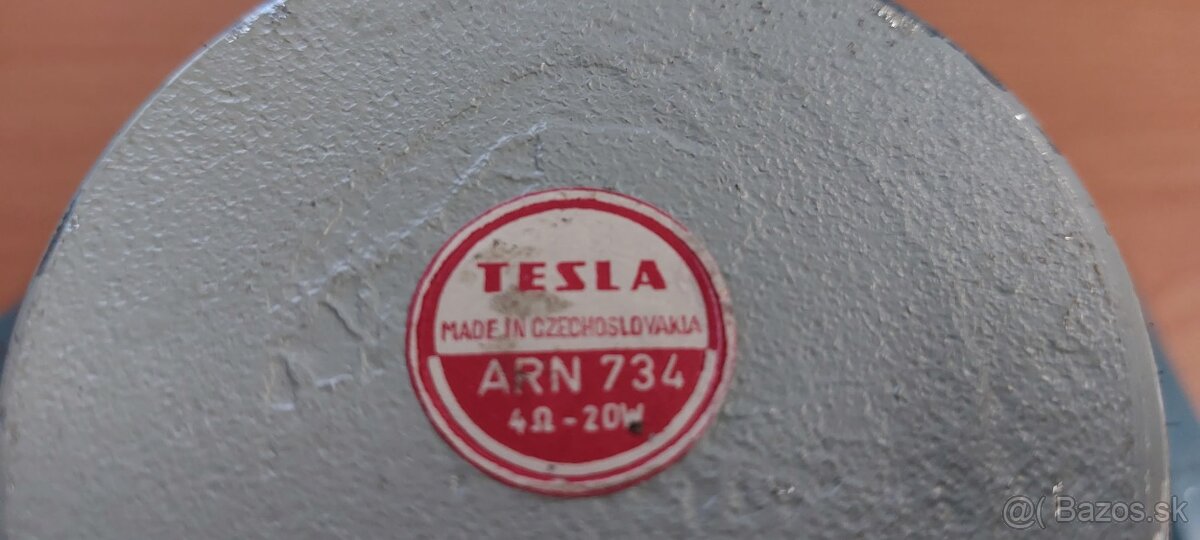 TESLA
MADE IN CZECHOSLOVAKIA
ARN 734
4Ω - 20W
@( Bazos.sk